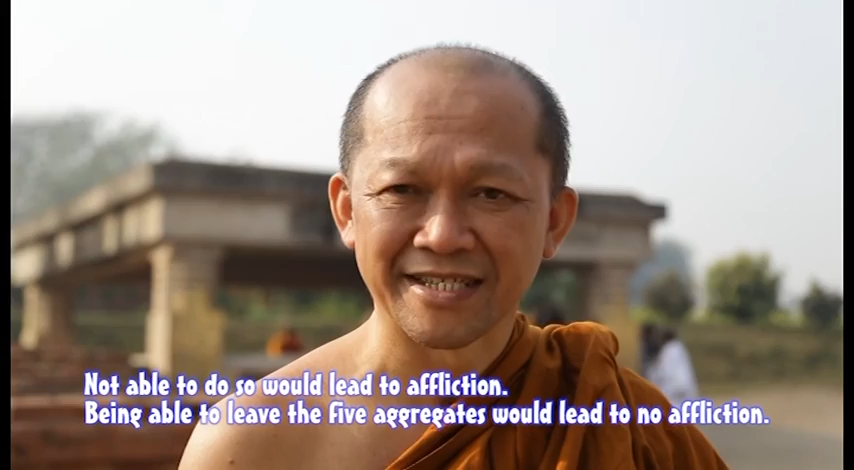 Not able to do so would lead to affliction.
Being able to leave the five aggregates would lead to no affliction.